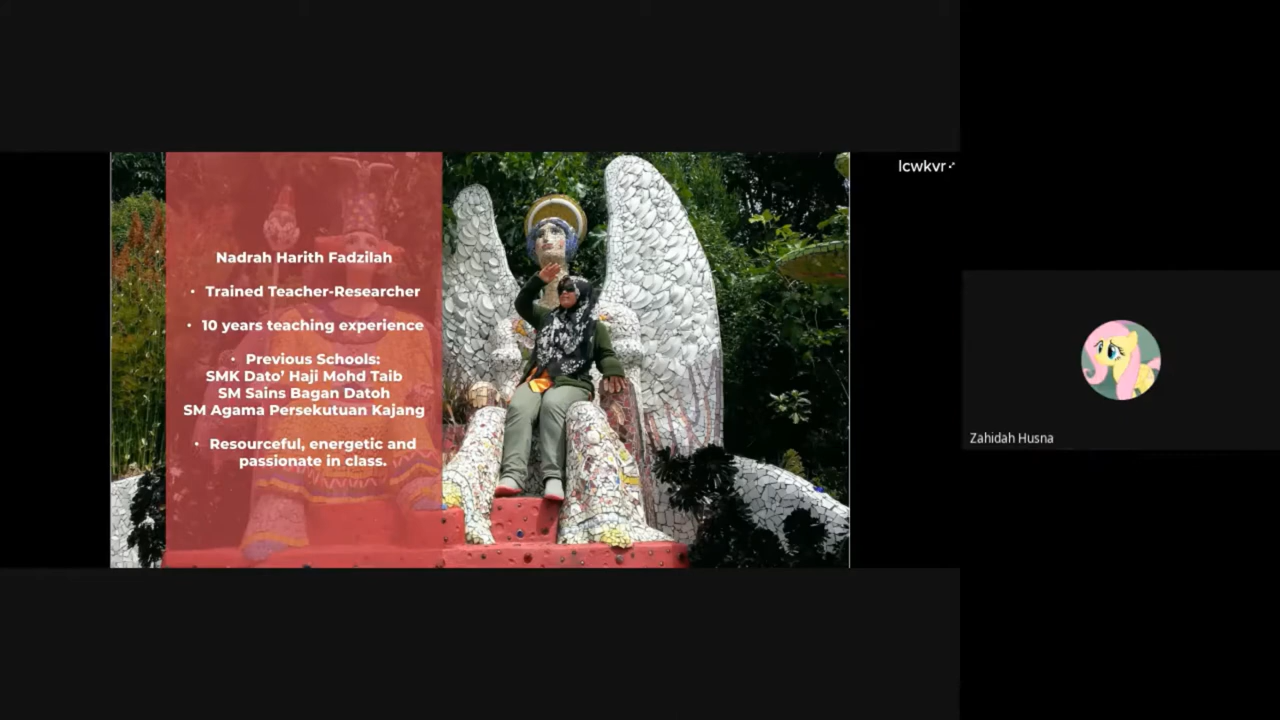 lcwkvr
Nadrah Harith Fadzilah
• Trained Teacher-Researcher
• 10 years teaching experience
• Previous Schools:
SMK Dato’ Haji Mohd Taib
SM Sains Bagan Datoh
SM Agama Persekutuan Kajang
• Resourceful, energetic and
passionate in class.
Zahidah Husna